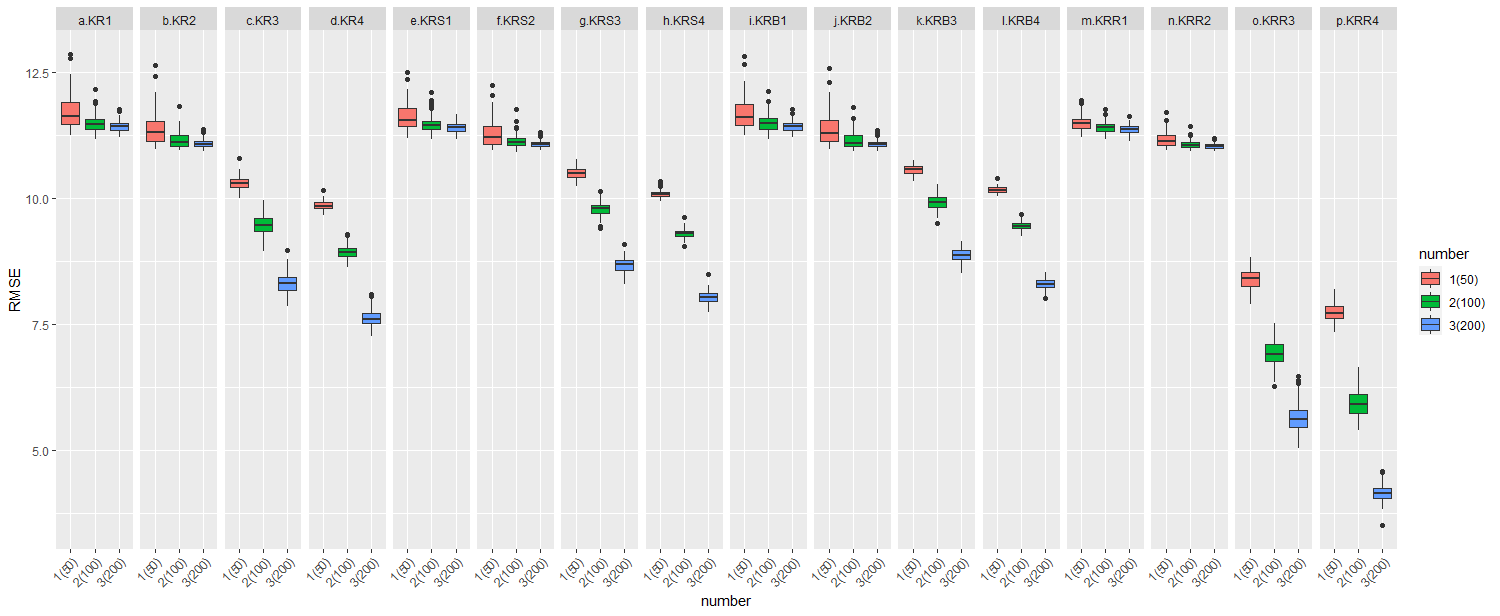 a.KR1 b.KR2 c.KR3 d.KR4 e.KRS1 f.KRS2 g.KRS3 h.KRS4 i.KRB1 j.KRB2 k.KRB3 l.KRB4 m.KRR1 n.KRR2 o.KRR3 p.KRR4
12.5
10.0
7.5
5.0
RMSE
1(50) 2(100) 3(200) 1(50) 2(100) 3(200) 1(50) 2(100) 3(200) 1(50) 2(100) 3(200) 1(50) 2(100) 3(200) 1(50) 2(100) 3(200) 1(50) 2(100) 3(200) 1(50) 2(100) 3(200) 1(50) 2(100) 3(200) 1(50) 2(100) 3(200) 1(50) 2(100) 3(200) 1(50) 2(100) 3(200) 1(50) 2(100) 3(200) 1(50) 2(100) 3(200) 1(50) 2(100) 3(200) 1(50) 2(100) 3(200)
number
number
1(50)
2(100)
3(200)